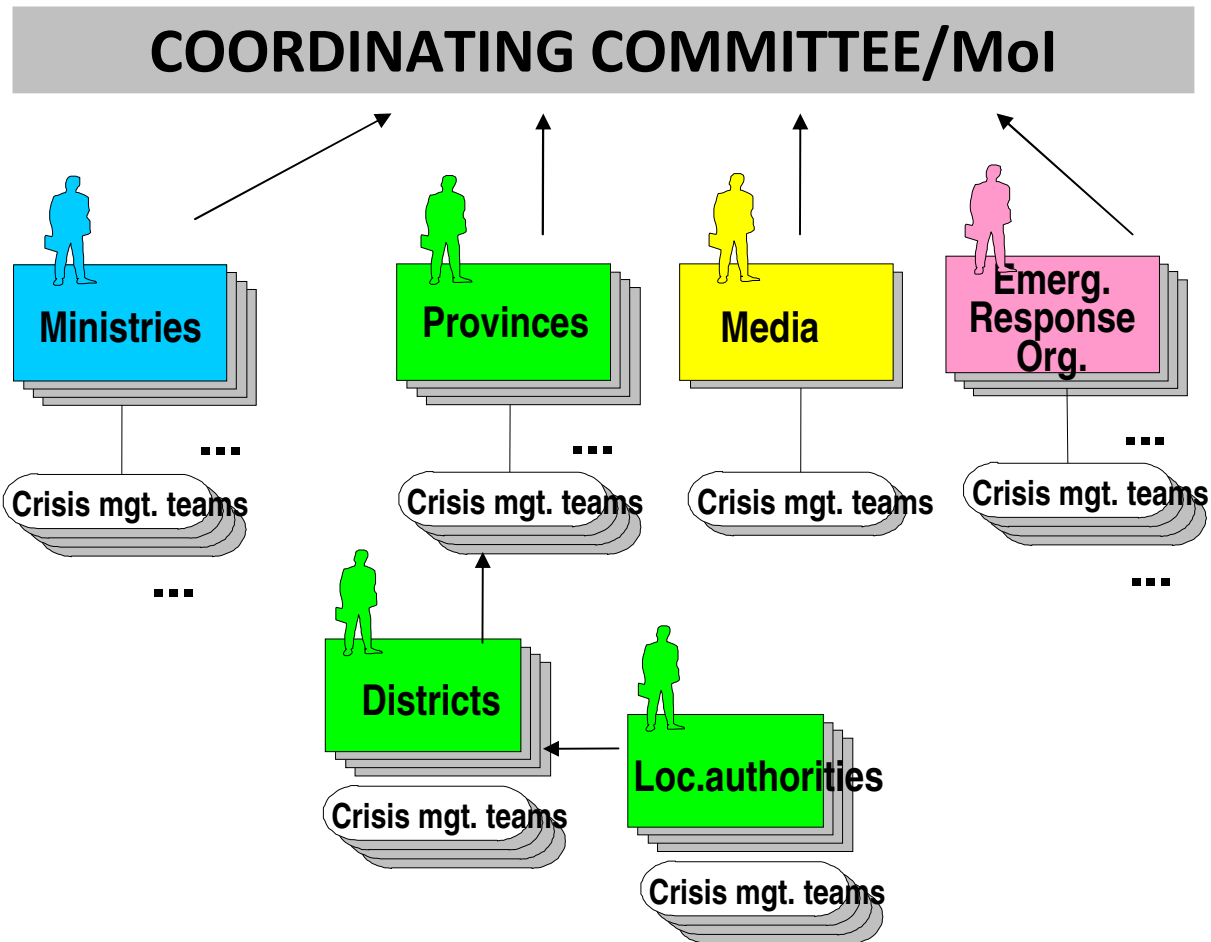 COORDINATING COMMITTEE/MoI
Ministries
Provinces
Media
Emerg.
Response
Org.
...
...
...
Crisis mgt. teams
Crisis mgt. teams
Crisis mgt. teams
Crisis mgt. teams
...
...
Districts
Loc.authorities
Crisis mgt. teams
Crisis mgt. teams